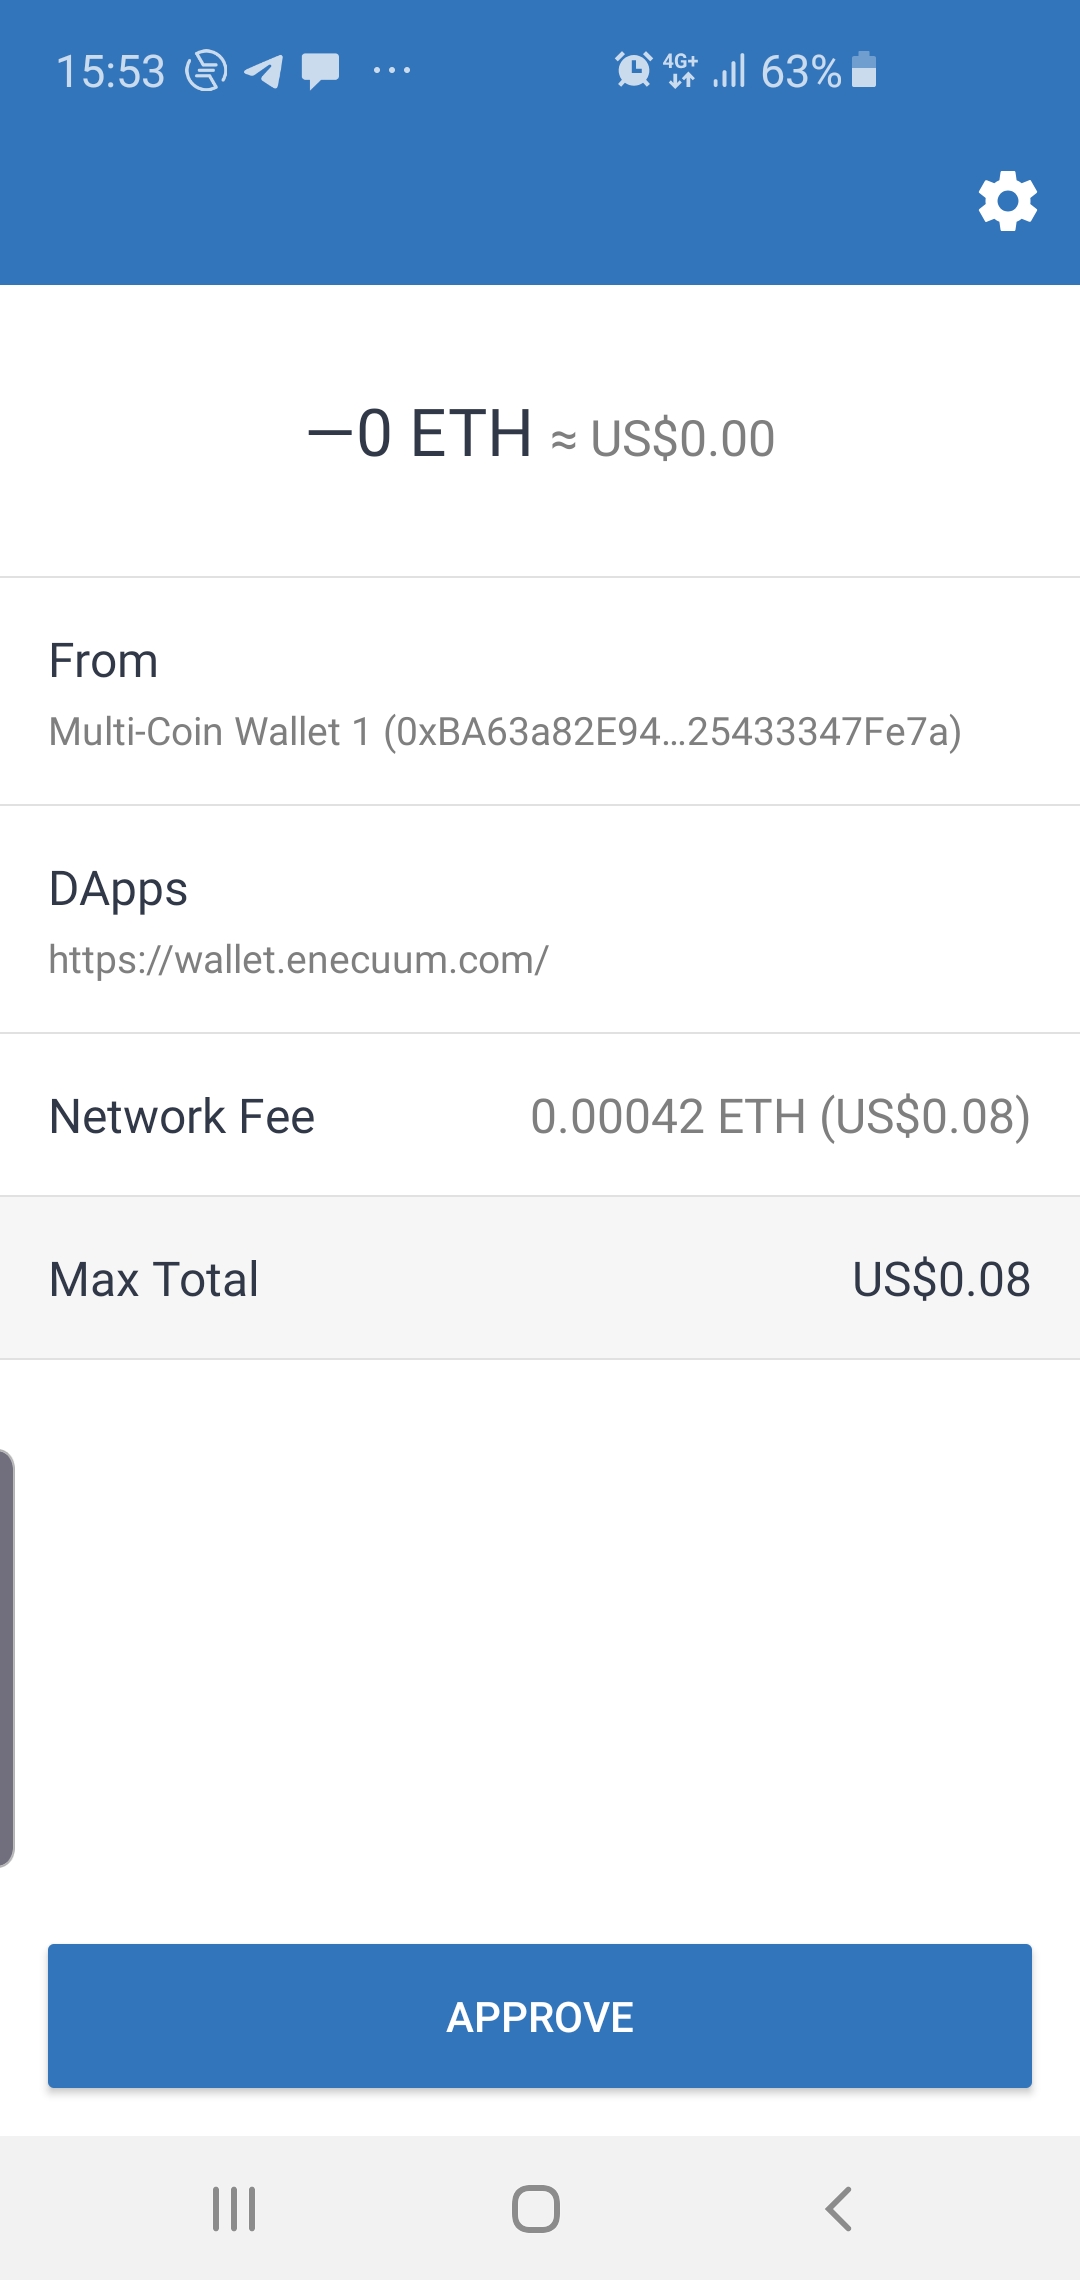 15:53 ... 4G+ 63%
—0 ETH ≈ US$0.00
From
Multi-Coin Wallet 1 (0xBA63a82E94...25433347Fe7a)
DApps
https://wallet.enecuum.com/
Network Fee 0.00042 ETH (US$0.08)
Max Total US$0.08
APPROVE